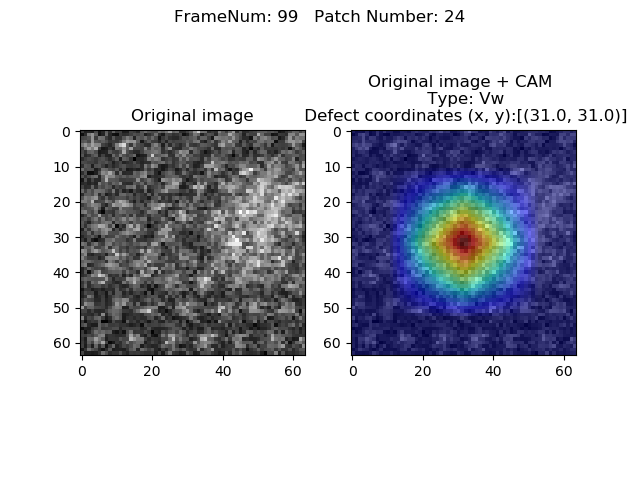 FrameNum: 99   Patch Number: 24
Original image
Original image + CAM
Type: Vw
Defect coordinates (x, y):[(31.0, 31.0)]
0
10
20
30
40
50
60
0 20 40 60
0
10
20
30
40
50
60
0 20 40 60